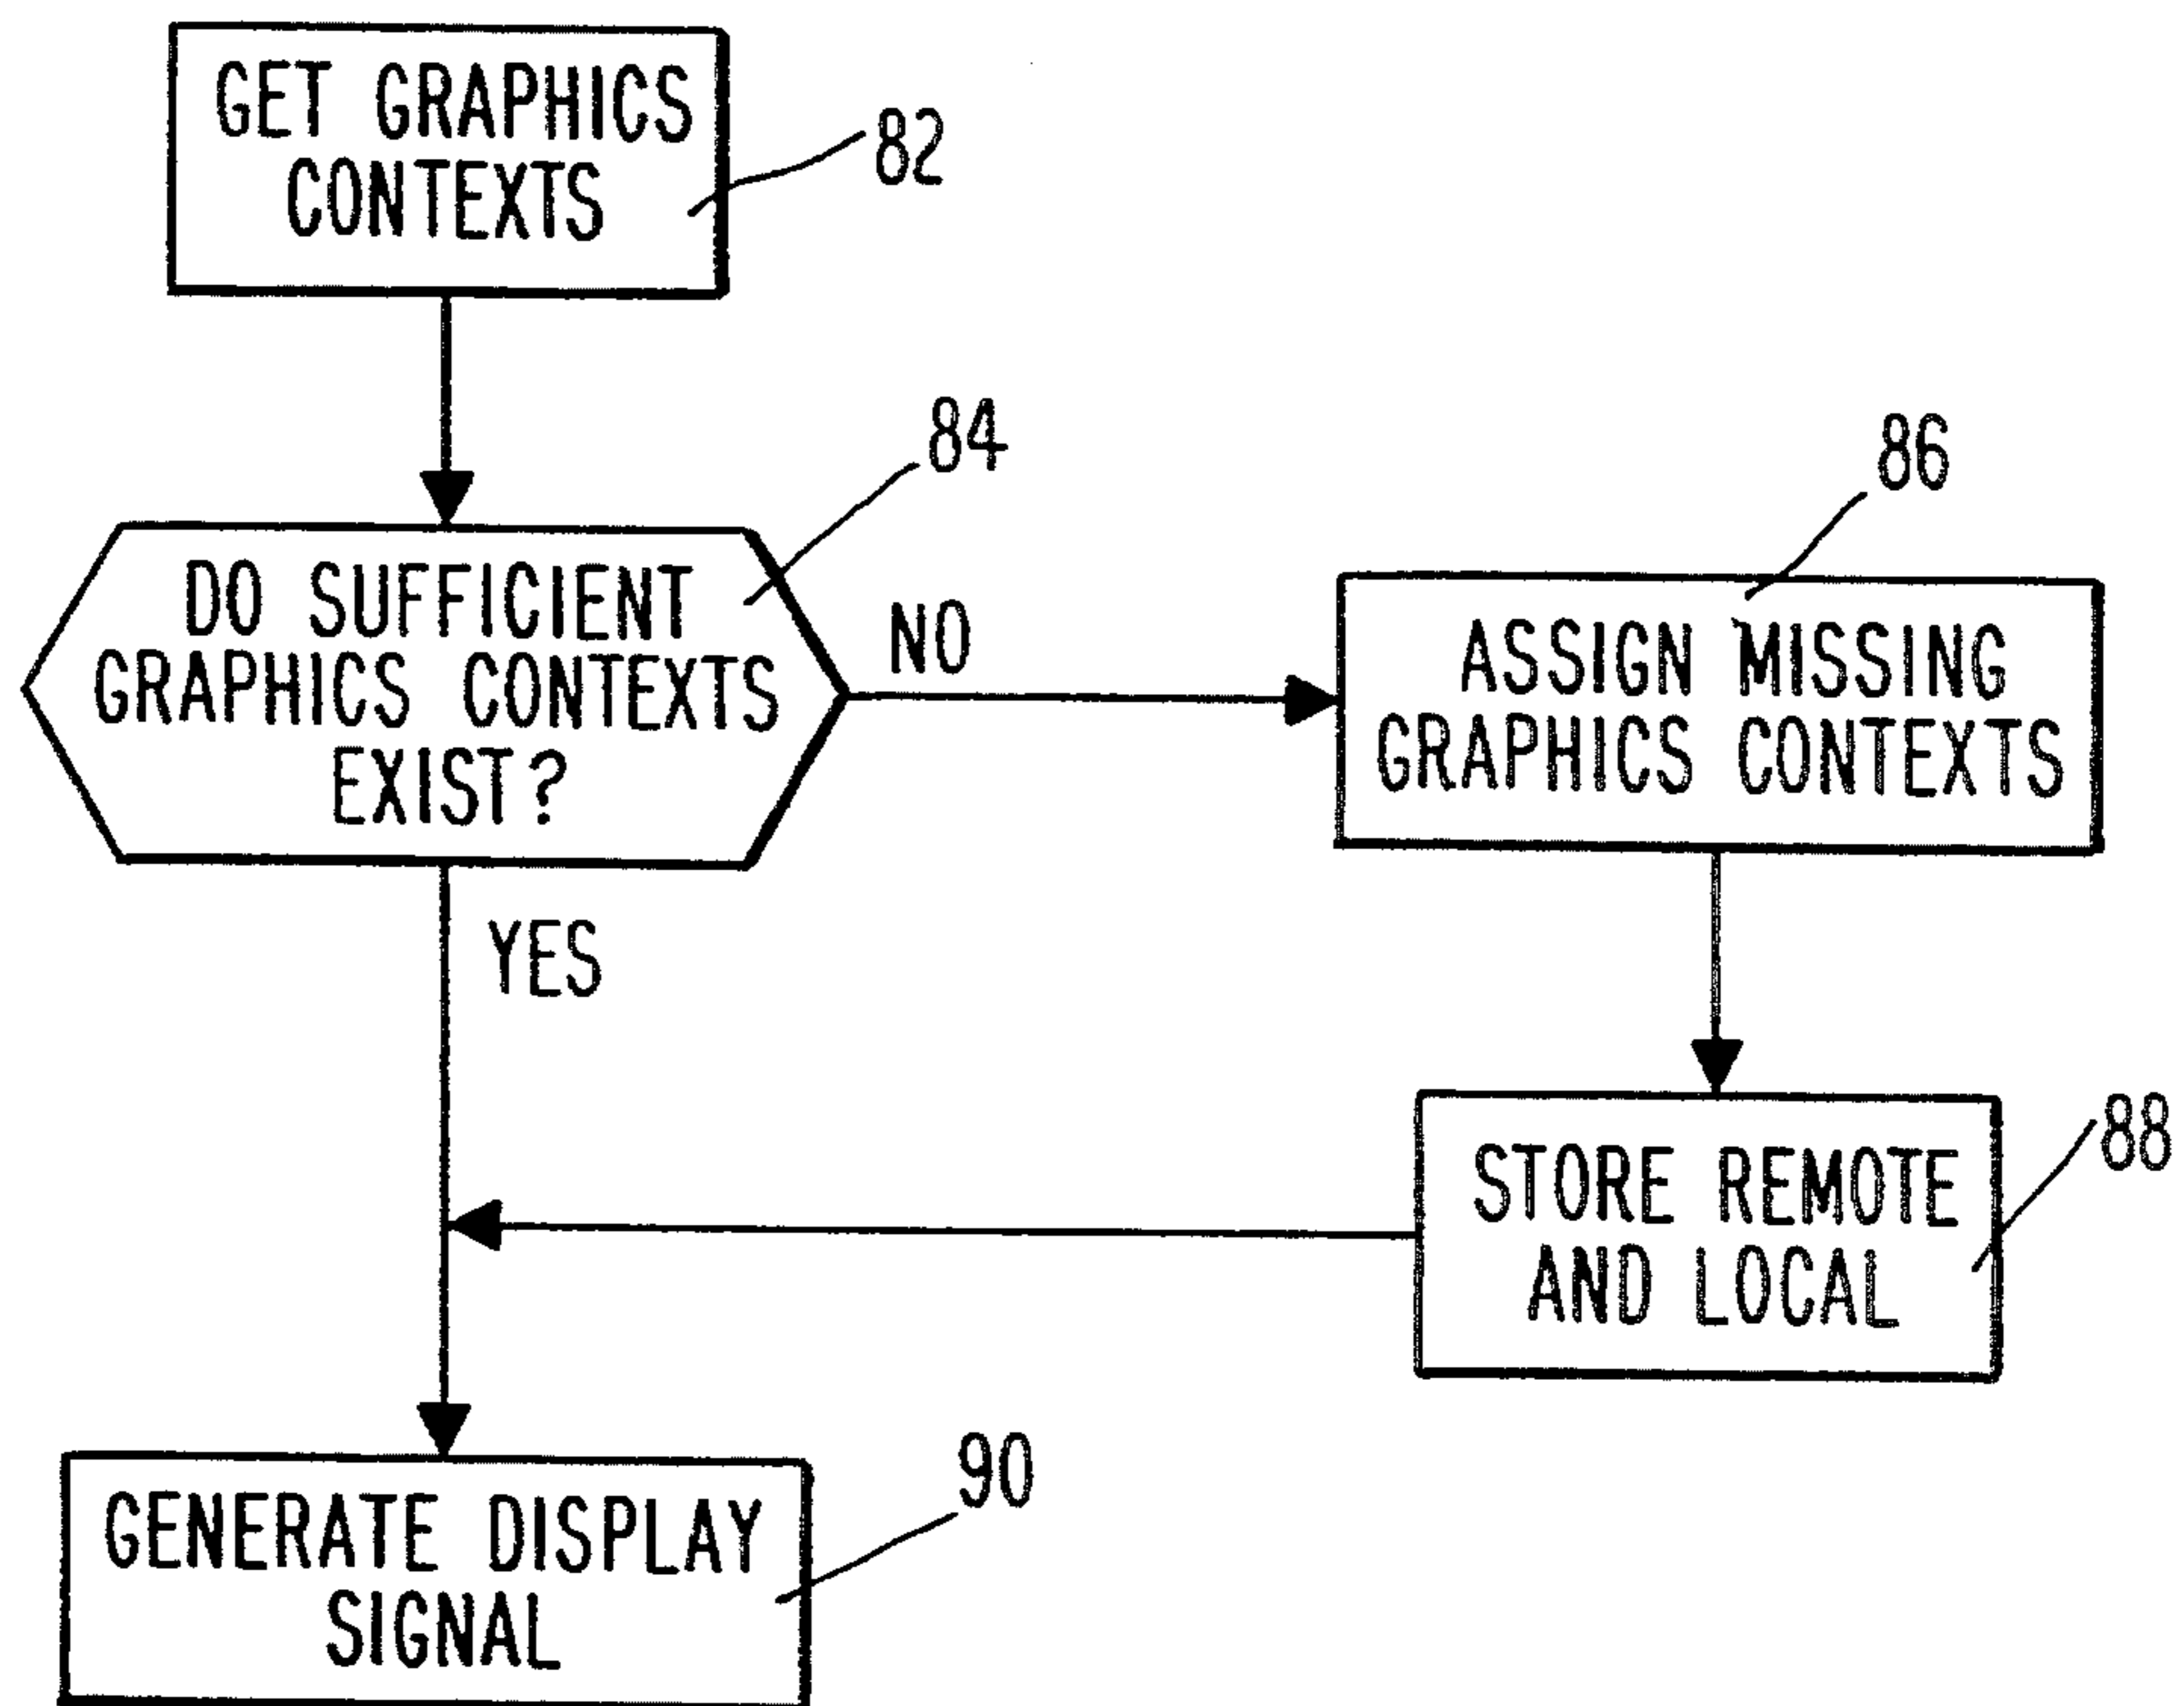 GET GRAPHICS
CONTEXTS
82
84
DO SUFFICIENT
GRAPHICS CONTEXTS
EXIST?
NO
YES
86
ASSIGN MISSING
GRAPHICS CONTEXTS
88
STORE REMOTE
AND LOCAL
90
GENERATE DISPLAY
SIGNAL